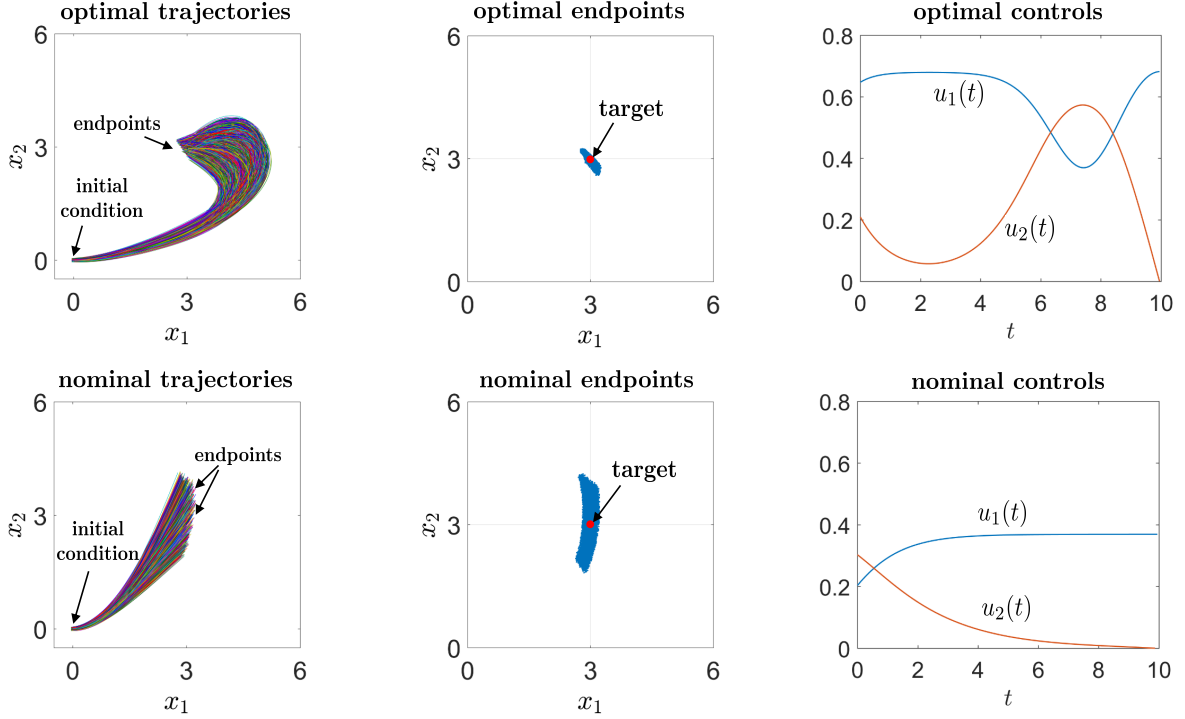 optimal trajectories
6
3
0
x₂
endpoints
initial
condition
0 3 6
x₁
optimal endpoints
6
3
0
x₂
target
0 3 6
x₁
optimal controls
0.8
0.6
0.4
0.2
0
u₁(t)
u₂(t)
0 2 4 6 8 10
t
nominal trajectories
6
3
0
x₂
endpoints
initial
condition
0 3 6
x₁
nominal endpoints
6
3
0
x₂
target
0 3 6
x₁
nominal controls
0.8
0.6
0.4
0.2
0
u₁(t)
u₂(t)
0 2 4 6 8 10
t